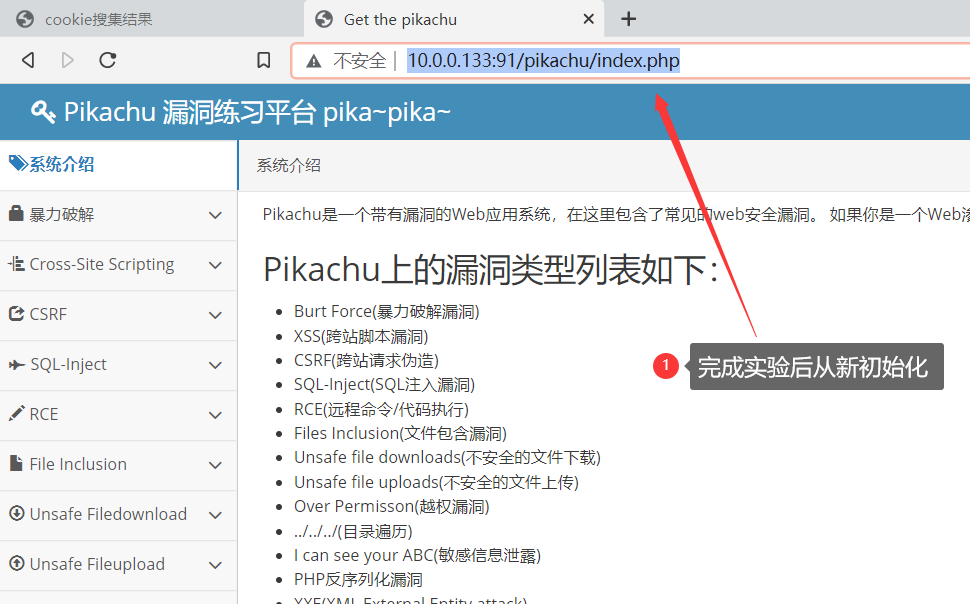 cookie搜集结果
Get the pikachu
不安全
10.0.0.133:91/pikachu/index.php
Pikachu 漏洞练习平台 pika~pika~
系统介绍
暴力破解
Cross-Site Scripting
CSRF
SQL-Inject
RCE
File Inclusion
Unsafe Filedownload
Unsafe Fileupload
系统介绍
Pikachu是一个带有漏洞的Web应用系统，在这里包含了常见的web安全漏洞。 如果你是一个Web渗
Pikachu上的漏洞类型列表如下：
Burt Force(暴力破解漏洞)
XSS(跨站脚本漏洞)
CSRF(跨站请求伪造)
SQL-Inject(SQL注入漏洞)
RCE(远程命令/代码执行)
Files Inclusion(文件包含漏洞)
Unsafe file downloads(不安全的文件下载)
Unsafe file uploads(不安全的文件上传)
Over Permisson(越权漏洞)
../../../(目录遍历)
I can see your ABC(敏感信息泄露)
PHP反序列化漏洞
XXE(XML External Entity attack)
1
完成实验后从新初始化